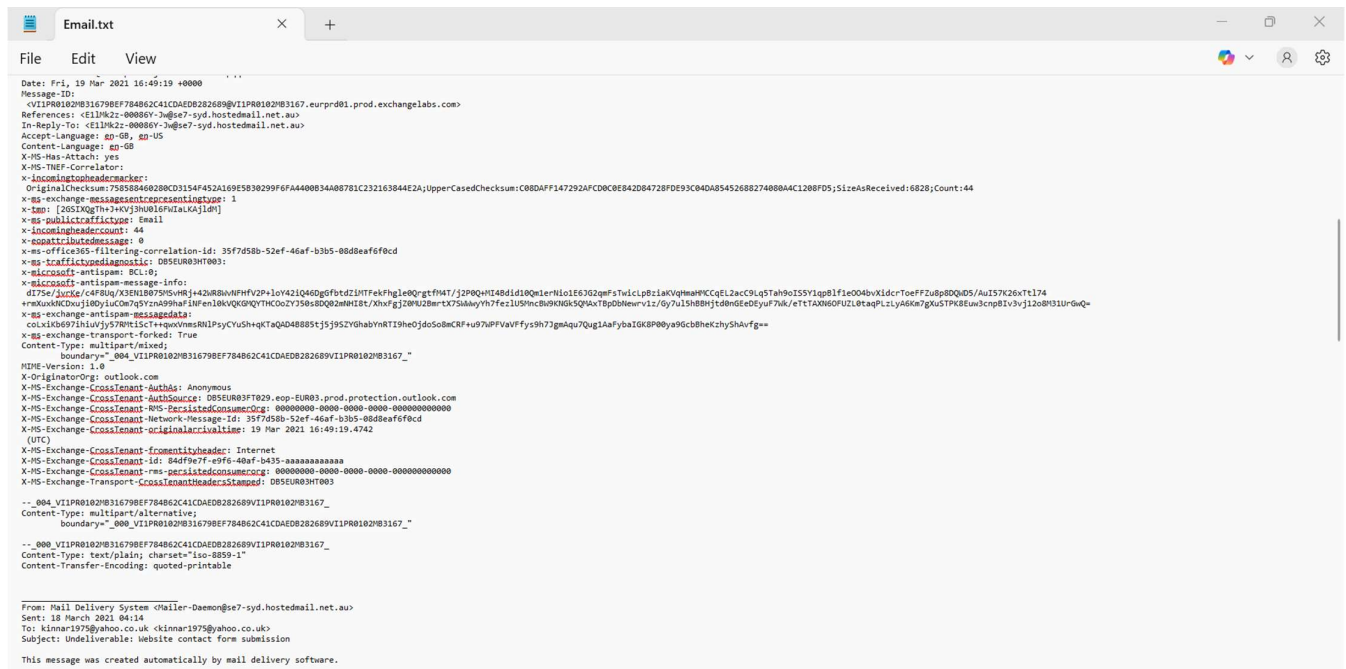 Email.txt
File Edit View
Date: Fri, 19 Mar 2021 16:49:19 +0000
Message-ID:
<VI1PR0102MB31679BEF784B62C41CDAEDB282689@VI1PR0102MB3167.eurprd01.prod.exchangelabs.com>
References: <E1lMk2z-00086Y-Jw@se7-syd.hostedmail.net.au>
In-Reply-To: <E1lMk2z-00086Y-Jw@se7-syd.hostedmail.net.au>
Accept-Language: en-GB, en-US
Content-Language: en-GB
X-MS-Has-Attach: yes
X-MS-TNEF-Correlator:
x-incomingtopheadermarker:
OriginalChecksum:758588460280CD3154F452A169E5B30299F6FA4400B34A08781C232163844E2A;UpperCasedChecksum:C08DAFF147292AFCD0C0E842D84728FDE93C04DA85452688274080A4C1208FD5;SizeAsReceived:6828;Count:44
x-ms-exchange-messagesentrepresentingtype: 1
x-tmn: [2GSIXQgTh+J+KVj3hU0l6FWIaLKAjldM]
x-ms-publictraffictype: Email
x-incomingheadercount: 44
x-eopattributedmessage: 0
x-ms-office365-filtering-correlation-id: 35f7d58b-52ef-46af-b3b5-08d8eaf6f0cd
x-ms-traffictypediagnostic: DB5EUR03HT003:
x-microsoft-antispam: BCL:0;
x-microsoft-antispam-message-info:
x-ms-exchange-antispam-messagedata:
x-ms-exchange-transport-forked: True
Content-Type: multipart/mixed;
boundary="_004_VI1PR0102MB31679BEF784B62C41CDAEDB282689VI1PR0102MB3167_"
MIME-Version: 1.0
X-OriginatorOrg: outlook.com
X-MS-Exchange-CrossTenant-AuthAs: Anonymous
X-MS-Exchange-CrossTenant-AuthSource: DB5EUR03FT029.eop-EUR03.prod.protection.outlook.com
X-MS-Exchange-CrossTenant-RMS-PersistedConsumerOrg: 00000000-0000-0000-0000-000000000000
X-MS-Exchange-CrossTenant-Network-Message-Id: 35f7d58b-52ef-46af-b3b5-08d8eaf6f0cd
X-MS-Exchange-CrossTenant-originalarrivaltime: 19 Mar 2021 16:49:19.4742
(UTC)
X-MS-Exchange-CrossTenant-fromentityheader: Internet
X-MS-Exchange-CrossTenant-id: 84df9e7f-e9f6-40af-b435-aaaaaaaaaaaa
X-MS-Exchange-CrossTenant-rms-persistedconsumerorg: 00000000-0000-0000-0000-000000000000
X-MS-Exchange-Transport-CrossTenantHeadersStamped: DB5EUR03HT003
--_004_VI1PR0102MB31679BEF784B62C41CDAEDB282689VI1PR0102MB3167_
Content-Type: multipart/alternative;
boundary="_000_VI1PR0102MB31679BEF784B62C41CDAEDB282689VI1PR0102MB3167_"
--_000_VI1PR0102MB31679BEF784B62C41CDAEDB282689VI1PR0102MB3167_
Content-Type: text/plain; charset="iso-8859-1"
Content-Transfer-Encoding: quoted-printable
________________________________
From: Mail Delivery System <Mailer-Daemon@se7-syd.hostedmail.net.au>
Sent: 18 March 2021 04:14
To: kinnar1975@yahoo.co.uk <kinnar1975@yahoo.co.uk>
Subject: Undeliverable: Website contact form submission
This message was created automatically by mail delivery software.